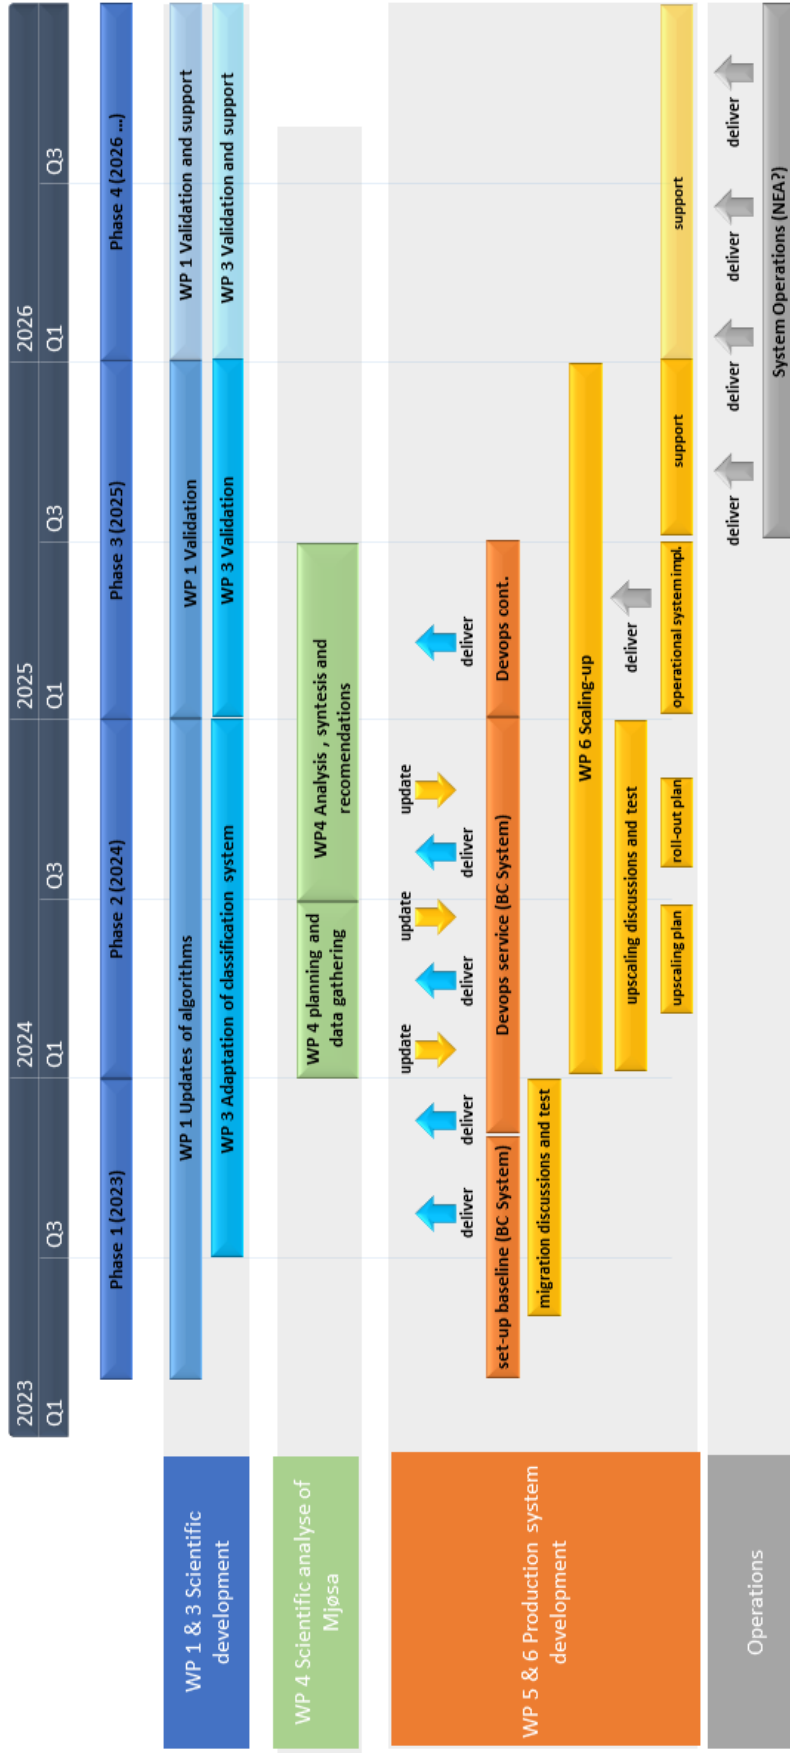 2023
2024
2025
2026
Q1
Q3
Q1
Q3
Q1
Q3
Q1
Q3
Phase 1 (2023)
Phase 2 (2024)
Phase 3 (2025)
Phase 4 (2026 ...)
WP 1 & 3 Scientific
development
WP 1 Updates of algorithms
WP 1 Validation
WP 1 Validation and support
WP 3 Adaptation of classification system
WP 3 Validation
WP 3 Validation and support
WP 4 Scientific analyse of
Mjøsa
WP 4 planning and
data gathering
WP4 Analysis , syntesis and
recomendations
WP 5 & 6 Production system
development
update
update
update
deliver
deliver
deliver
deliver
deliver
set-up baseline (BC System)
Devops service (BC System)
Devops cont.
migration discussions and test
WP 6 Scaling-up
upscaling discussions and test
deliver
upscaling plan
roll-out plan
operational system impl.
support
support
Operations
deliver
deliver
deliver
deliver
System Operations (NEA?)